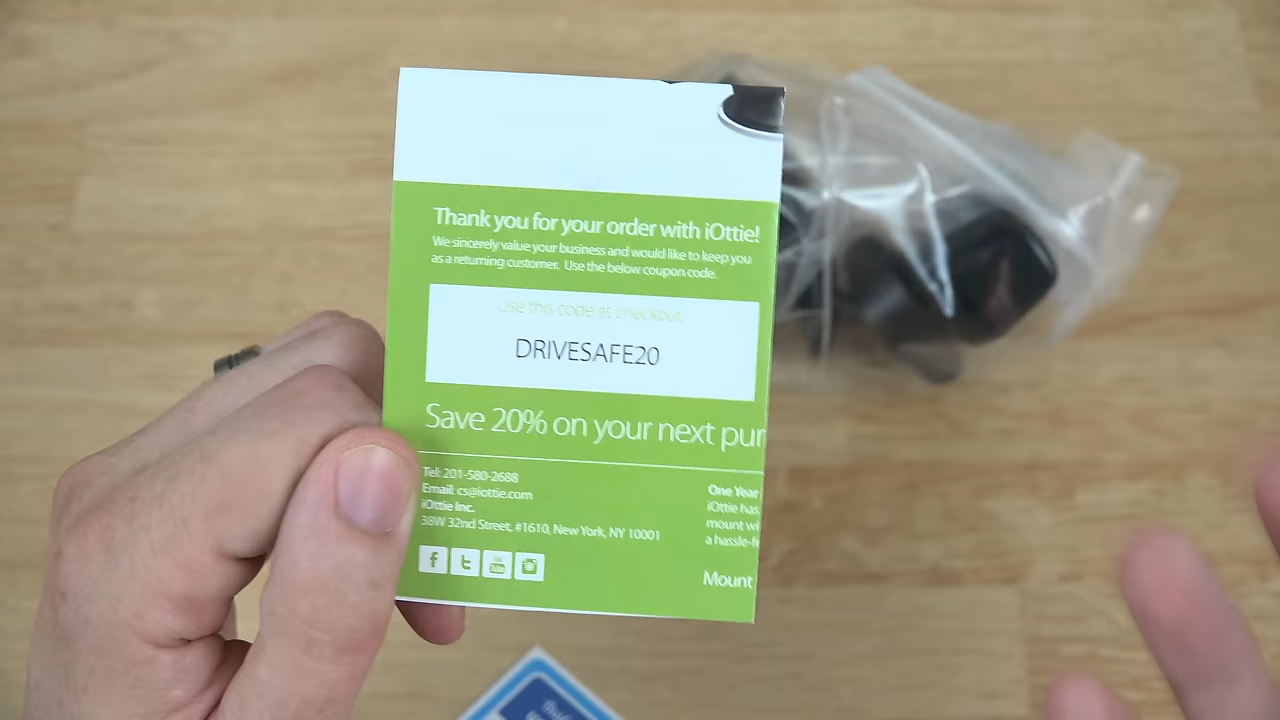 Thank you for your order with iOttie!
We sincerely value your business and would like to keep you
as a returning customer. Use the below coupon code.
Use this code at checkout
DRIVESAFE20
Save 20% on your next pur
Tel: 201-580-2688
Email: cs@iottie.com
iOttie Inc.
38W 32nd Street, #1610, New York, NY 10001
One Year
iOttie has
mount wi
a hassle-f
Mount